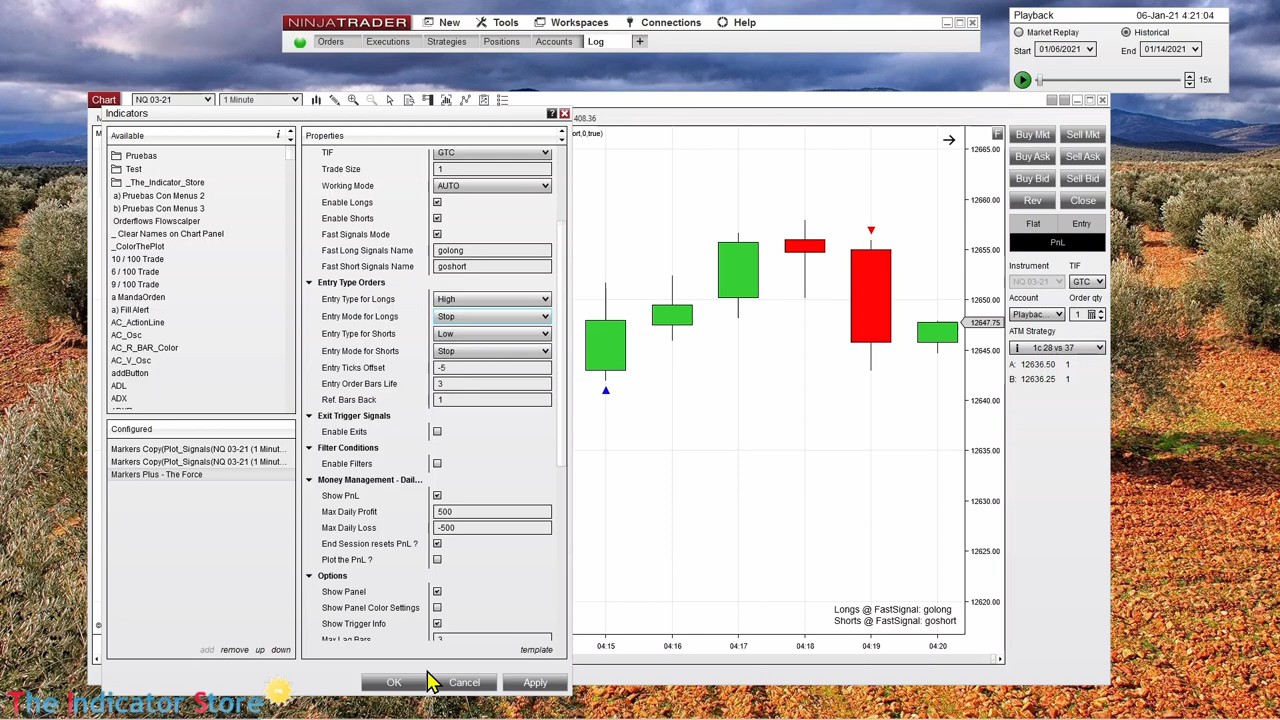 NINJATRADER New Tools Workspaces Connections Help
Orders Executions Strategies Positions Accounts Log +
Playback 06-Jan-21 4:21:04
Market Replay Historical
Start 01/06/2021 End 01/14/2021
15x
Chart NQ 03-21 1 Minute
Indicators ?
408.36
Available i
Pruebas
Test
_The_Indicator_Store
a) Pruebas Con Menus 2
b) Pruebas Con Menus 3
Orderflows Flowscalper
_ Clear Names on Chart Panel
_ColorThePlot
10 / 100 Trade
6 / 100 Trade
9 / 100 Trade
a MandaOrden
a) Fill Alert
AC_ActionLine
AC_Osc
AC_R_BAR_Color
AC_V_Osc
addButton
ADL
ADX
Configured
Markers Copy(Plot_Signals(NQ 03-21 (1 Minut...
Markers Copy(Plot_Signals(NQ 03-21 (1 Minut...
Markers Plus - The Force
add remove up down
Properties
TIF GTC
Trade Size 1
Working Mode AUTO
Enable Longs
Enable Shorts
Fast Signals Mode
Fast Long Signals Name golong
Fast Short Signals Name goshort
Entry Type Orders
Entry Type for Longs High
Entry Mode for Longs Stop
Entry Type for Shorts Low
Entry Mode for Shorts Stop
Entry Ticks Offset -5
Entry Order Bars Life 3
Ref. Bars Back 1
Exit Trigger Signals
Enable Exits
Filter Conditions
Enable Filters
Money Management - Dail...
Show PnL
Max Daily Profit 500
Max Daily Loss -500
End Session resets PnL ?
Plot the PnL ?
Options
Show Panel
Show Panel Color Settings
Show Trigger Info
Max Lag Bars 3
template
OK Cancel Apply
ort,0,true)
F
12665.00
12660.00
12655.00
12650.00
12647.75
12645.00
12640.00
12635.00
12630.00
12625.00
12620.00
Longs @ FastSignal: golong
Shorts @ FastSignal: goshort
04:15 04:16 04:17 04:18 04:19 04:20
Buy Mkt Sell Mkt
Buy Ask Sell Ask
Buy Bid Sell Bid
Rev Close
Flat Entry
PnL
Instrument TIF
NQ 03-21 GTC
Account Order qty
Playbac... 1
ATM Strategy
i 1c 28 vs 37
A: 12636.50 1
B: 12636.25 1
The Indicator Store